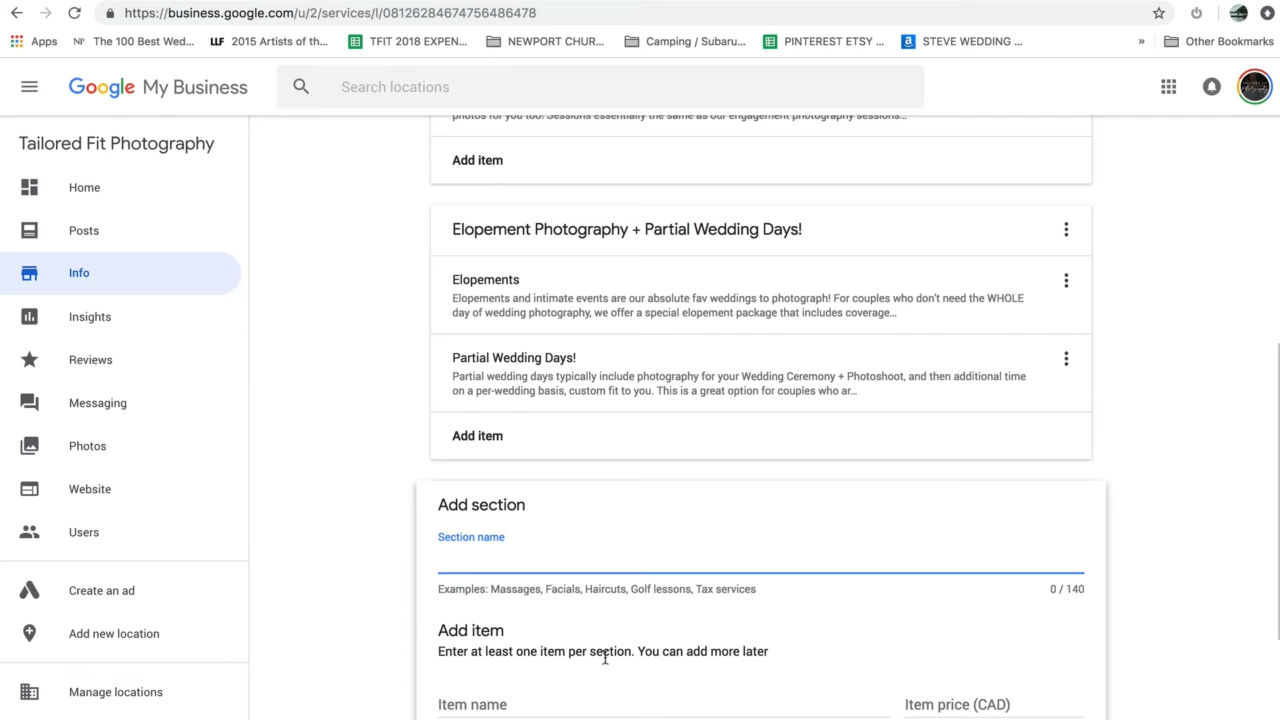 https://business.google.com/u/2/services/l/08126284674756486478
Apps
NP The 100 Best Wed...
LLF 2015 Artists of th...
TFIT 2018 EXPEN...
NEWPORT CHUR...
Camping / Subaru...
PINTEREST ETSY ...
a STEVE WEDDING ...
»
Other Bookmarks
Google My Business
Search locations
Tailored Fit Photography
Home
Posts
Info
Insights
Reviews
Messaging
Photos
Website
Users
Create an ad
Add new location
Manage locations
photos for you too! Sessions essentially the same as our engagement photography sessions...
Add item
Elopement Photography + Partial Wedding Days!
Elopements
Elopements and intimate events are our absolute fav weddings to photograph! For couples who don't need the WHOLE
day of wedding photography, we offer a special elopement package that includes coverage...
Partial Wedding Days!
Partial wedding days typically include photography for your Wedding Ceremony + Photoshoot, and then additional time
on a per-wedding basis, custom fit to you. This is a great option for couples who ar...
Add item
Add section
Section name
Examples: Massages, Facials, Haircuts, Golf lessons, Tax services 0 / 140
Add item
Enter at least one item per section. You can add more later
Item name Item price (CAD)